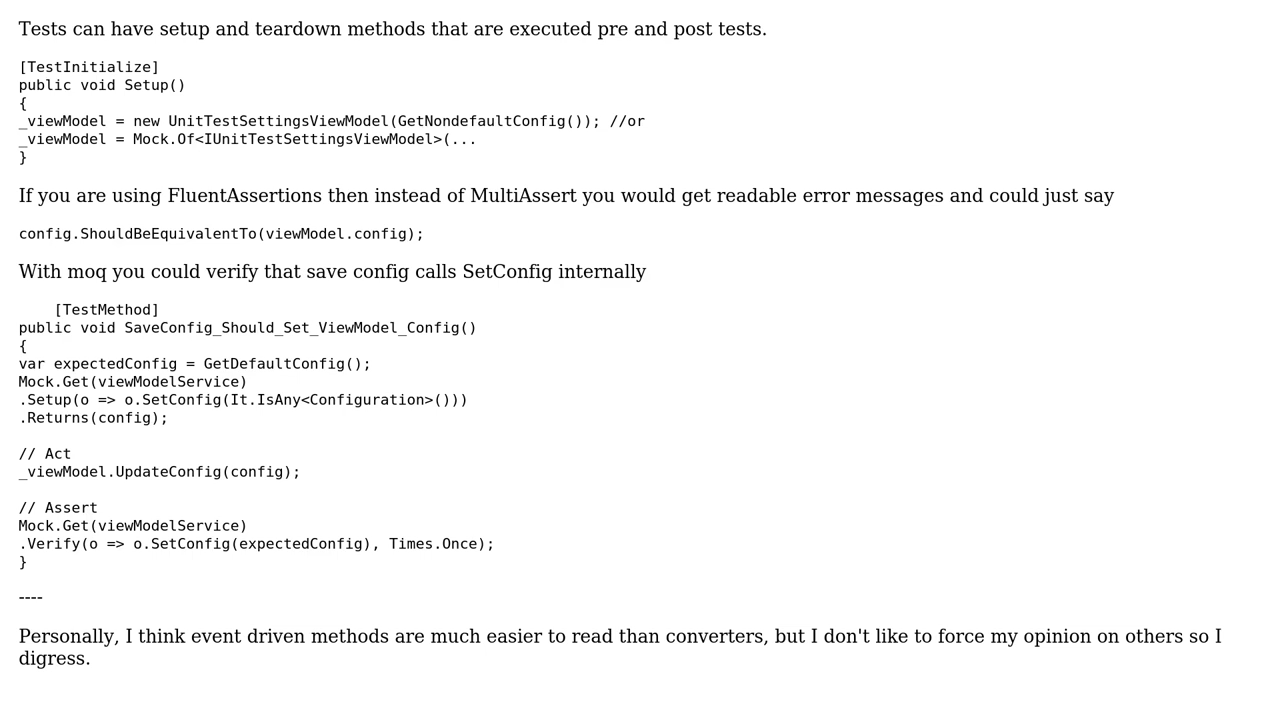 Tests can have setup and teardown methods that are executed pre and post tests.
[TestInitialize]
public void Setup()
{
_viewModel = new UnitTestSettingsViewModel(GetNondefaultConfig()); //or
_viewModel = Mock.Of<IUnitTestSettingsViewModel>(...
}
If you are using FluentAssertions then instead of MultiAssert you would get readable error messages and could just say
config.ShouldBeEquivalentTo(viewModel.config);
With moq you could verify that save config calls SetConfig internally
    [TestMethod]
public void SaveConfig_Should_Set_ViewModel_Config()
{
var expectedConfig = GetDefaultConfig();
Mock.Get(viewModelService)
.Setup(o => o.SetConfig(It.IsAny<Configuration>()))
.Returns(config);
// Act
_viewModel.UpdateConfig(config);
// Assert
Mock.Get(viewModelService)
.Verify(o => o.SetConfig(expectedConfig), Times.Once);
}
----
Personally, I think event driven methods are much easier to read than converters, but I don't like to force my opinion on others so I
digress.